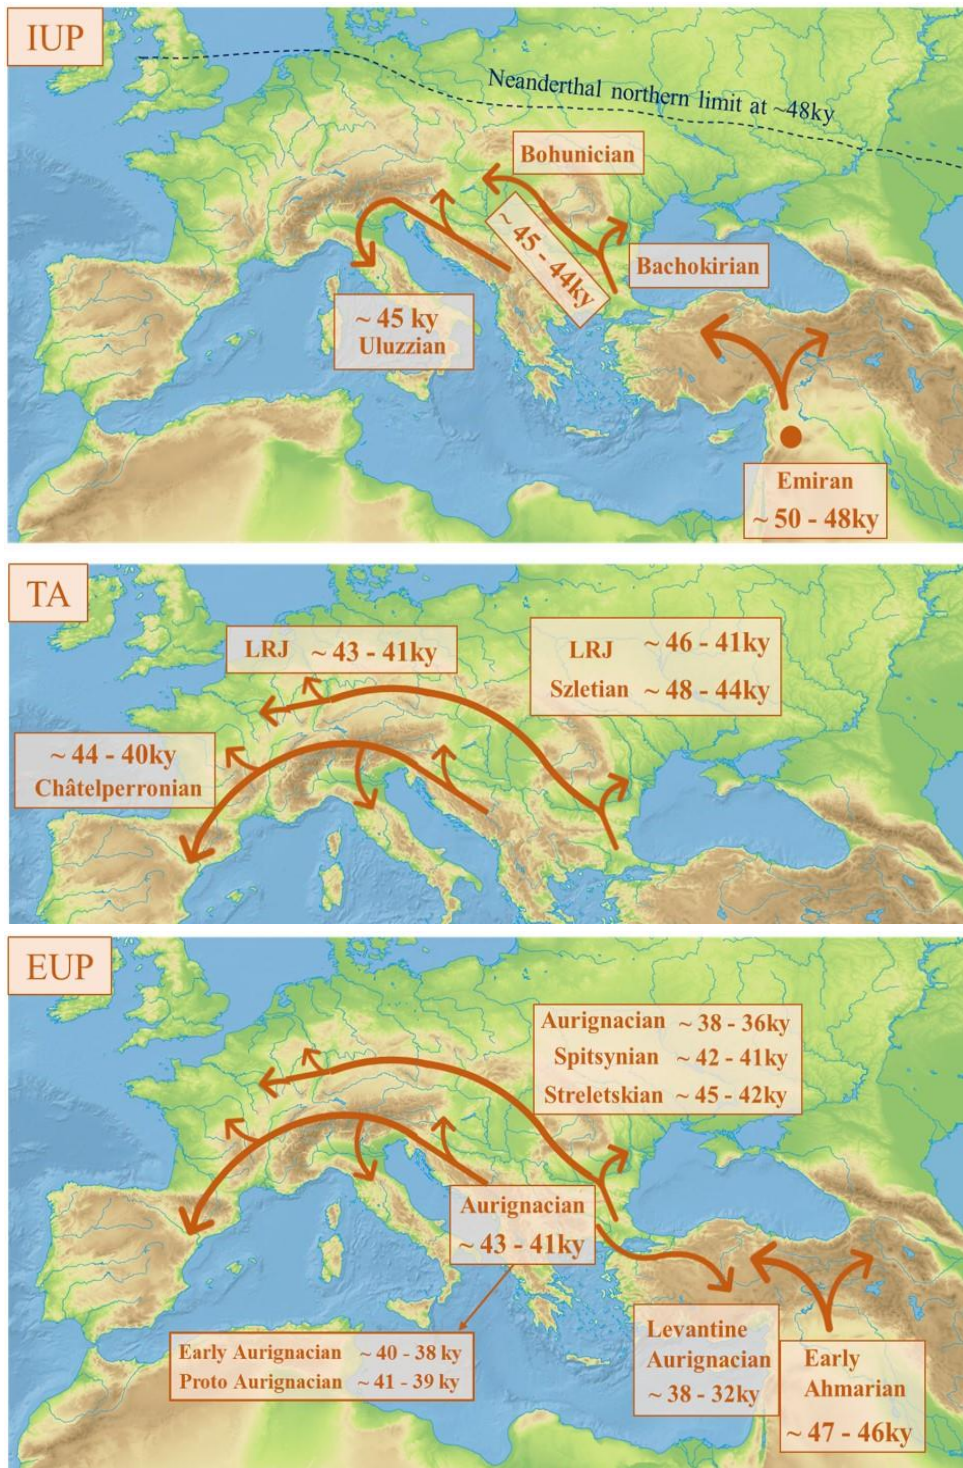 IUP
Neanderthal northern limit at ~48ky
Bohunician
~ 45 - 44ky
Bachokirian
~ 45 ky
Uluzzian
Emiran
~ 50 - 48ky
TA
LRJ ~ 43 - 41ky
LRJ ~ 46 - 41ky
Szletian ~ 48 - 44ky
~ 44 - 40ky
Châtelperronian
EUP
Aurignacian ~ 38 - 36ky
Spitsynian ~ 42 - 41ky
Streletskian ~ 45 - 42ky
Aurignacian
~ 43 - 41ky
Early Aurignacian ~ 40 - 38 ky
Proto Aurignacian ~ 41 - 39 ky
Levantine
Aurignacian
~ 38 - 32ky
Early
Ahmarian
~ 47 - 46ky